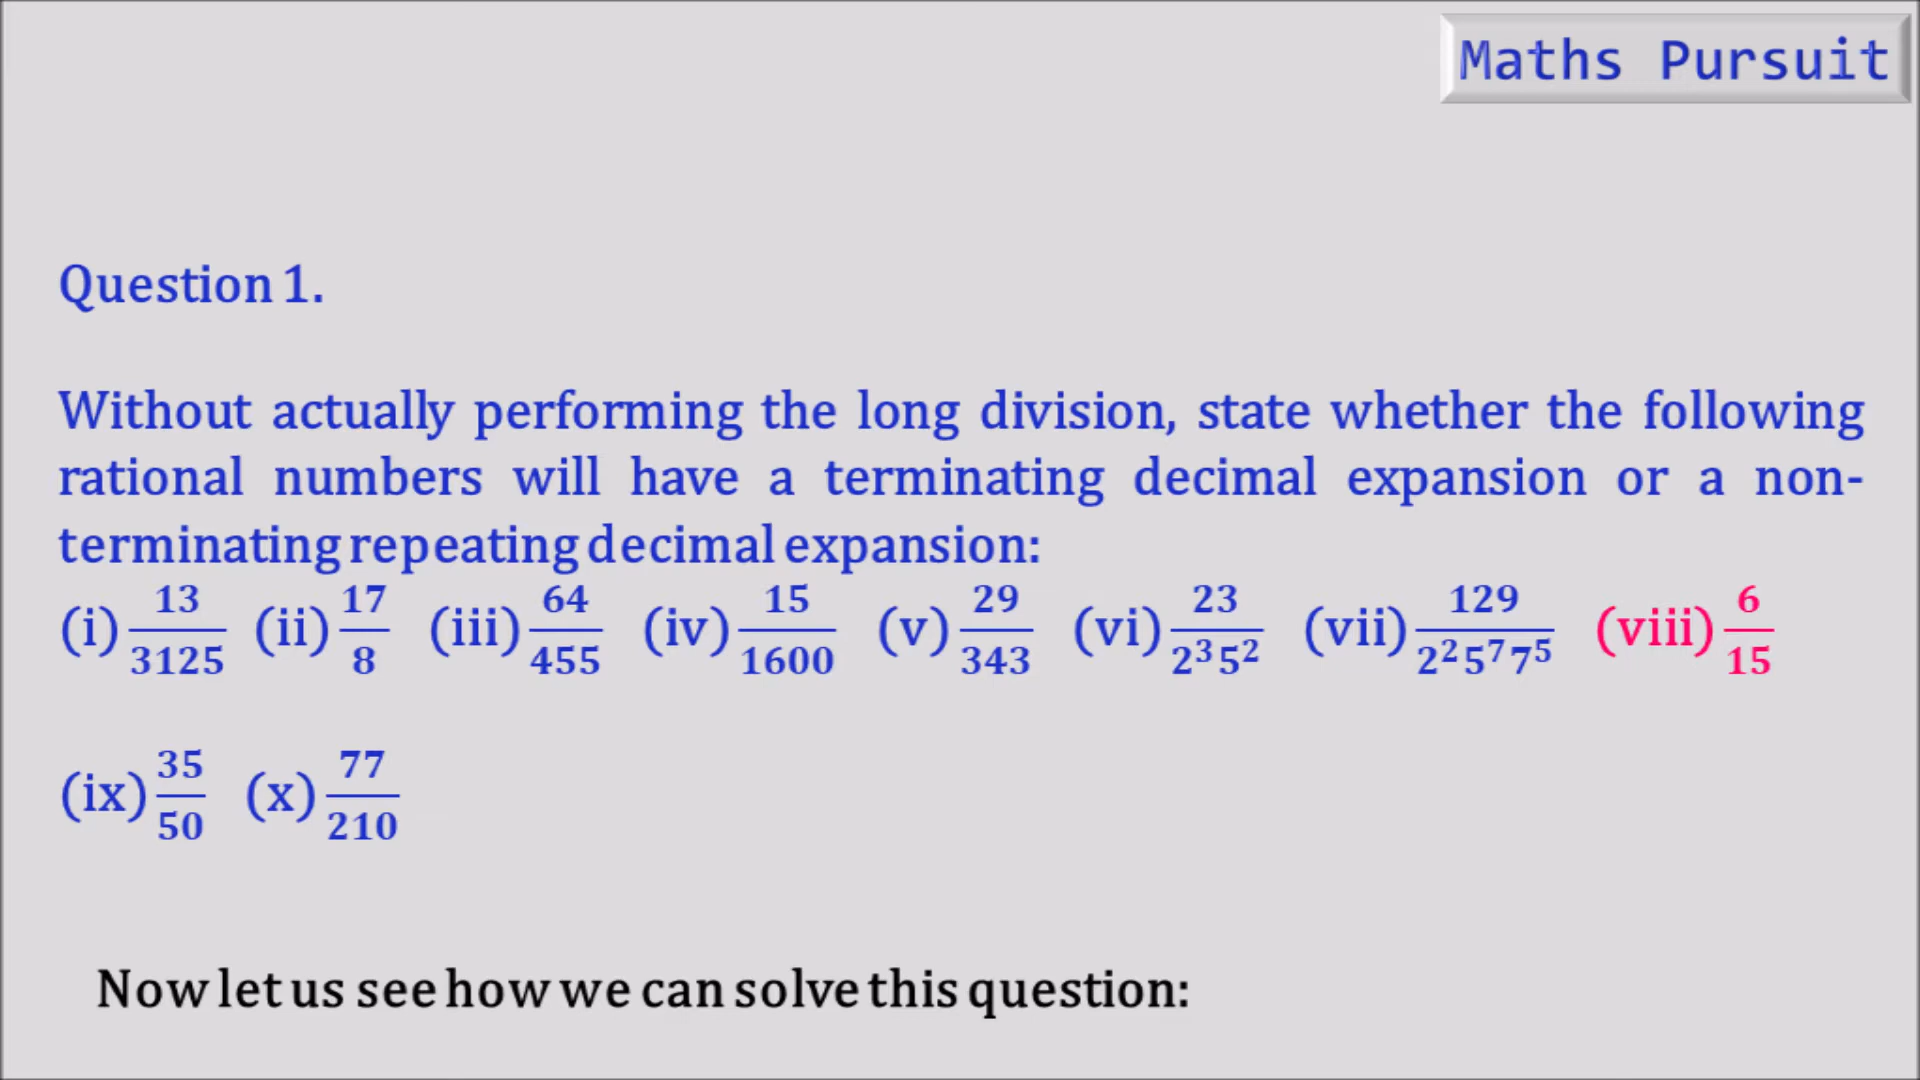 Maths Pursuit
Question 1.
Without actually performing the long division, state whether the following
rational numbers will have a terminating decimal expansion or a non-
terminating repeating decimal expansion:
(i) 13/3125 (ii) 17/8 (iii) 64/455 (iv) 15/1600 (v) 29/343 (vi) 23/2³5² (vii) 129/2²5⁷7⁵ (viii) 6/15
(ix) 35/50 (x) 77/210
Now let us see how we can solve this question: